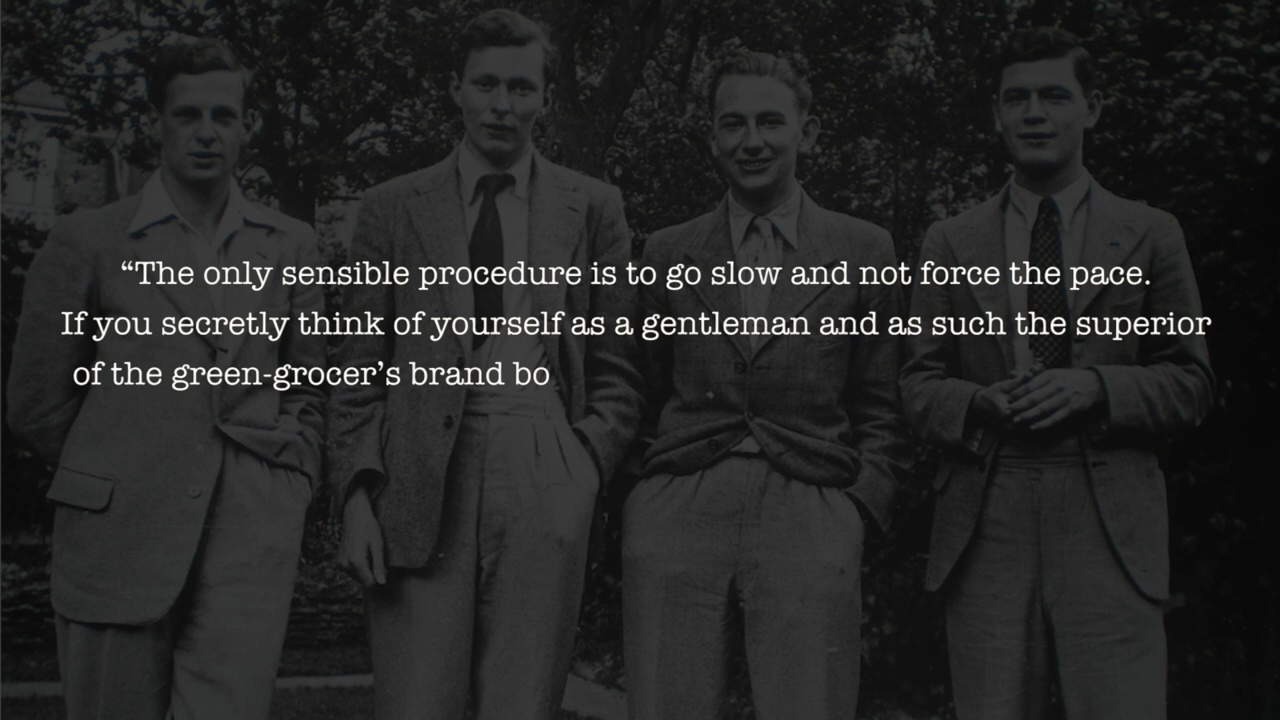 “The only sensible procedure is to go slow and not force the pace.
If you secretly think of yourself as a gentleman and as such the superior
of the green-grocer’s brand bo